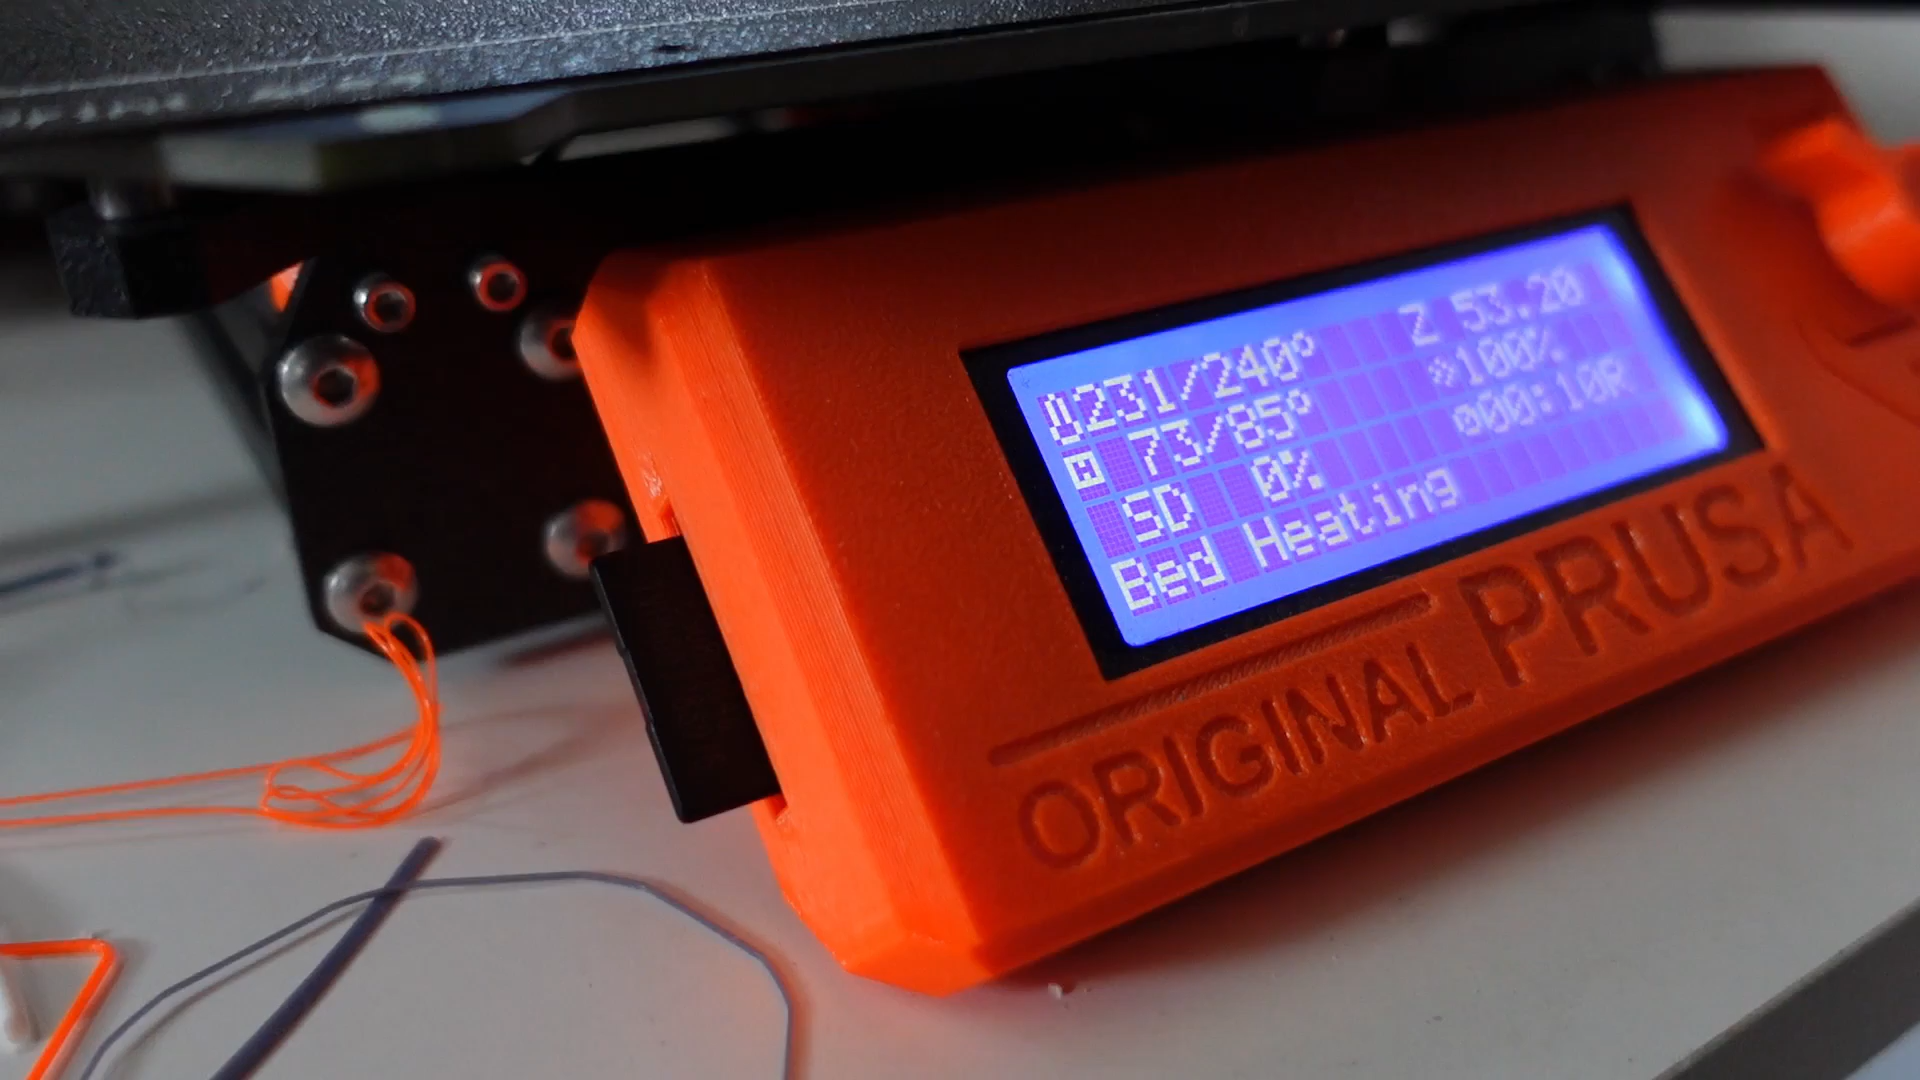 231/240° Z 53.20
73/85° 100%
SD 0% 00:10R
Bed Heating
ORIGINAL PRUSA